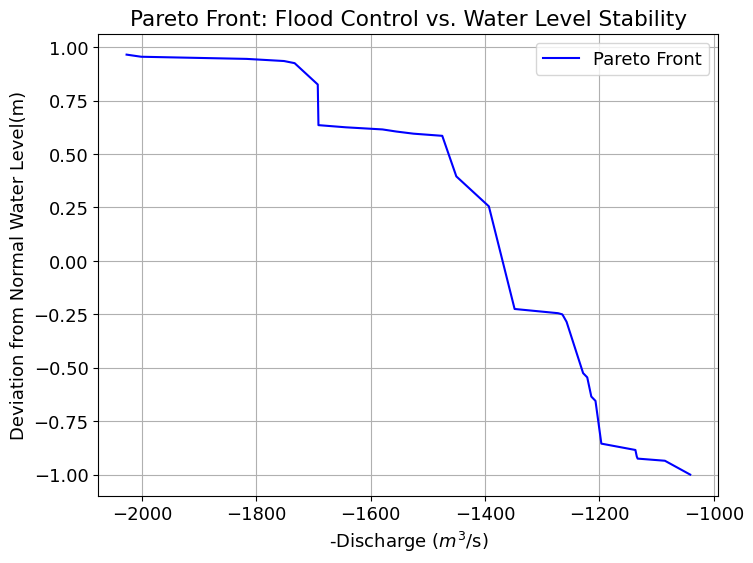 Pareto Front: Flood Control vs. Water Level Stability
Pareto Front
Deviation from Normal Water Level(m)
1.00
0.75
0.50
0.25
0.00
−0.25
−0.50
−0.75
−1.00
−2000 −1800 −1600 −1400 −1200 −1000
-Discharge (m³/s)